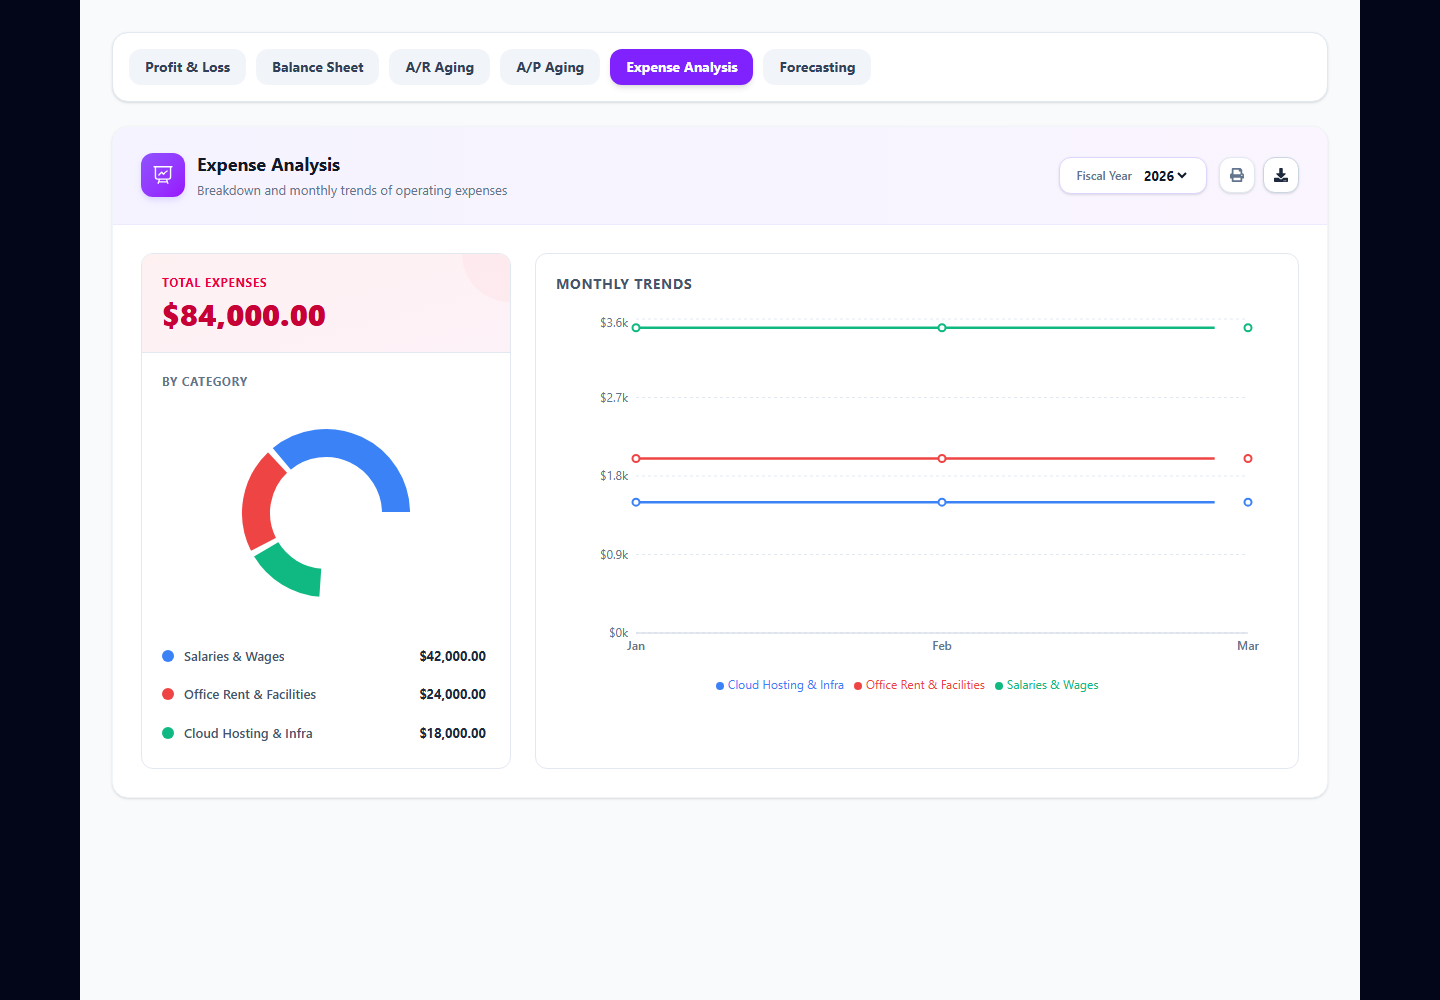 Profit & Loss
Balance Sheet
A/R Aging
A/P Aging
Expense Analysis
Forecasting
Expense Analysis
Breakdown and monthly trends of operating expenses
Fiscal Year
2026
TOTAL EXPENSES
$84,000.00
BY CATEGORY
Salaries & Wages
$42,000.00
Office Rent & Facilities
$24,000.00
Cloud Hosting & Infra
$18,000.00
MONTHLY TRENDS
$3.6k
$2.7k
$1.8k
$0.9k
$0k
Jan
Feb
Mar
Cloud Hosting & Infra
Office Rent & Facilities
Salaries & Wages